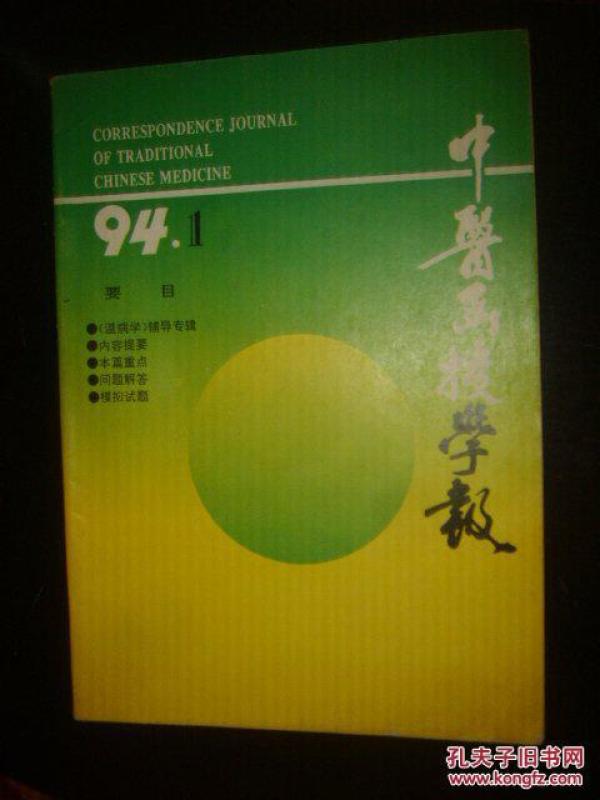 CORRESPONDENCE JOURNAL
OF TRADITIONAL
CHINESE MEDICINE
94.1
中醫函授学報
要 目
●《温病学》辅导专辑
●内容提要
●本篇重点
●问题解答
●模拟试题
孔夫子旧书网
www.kongfz.com